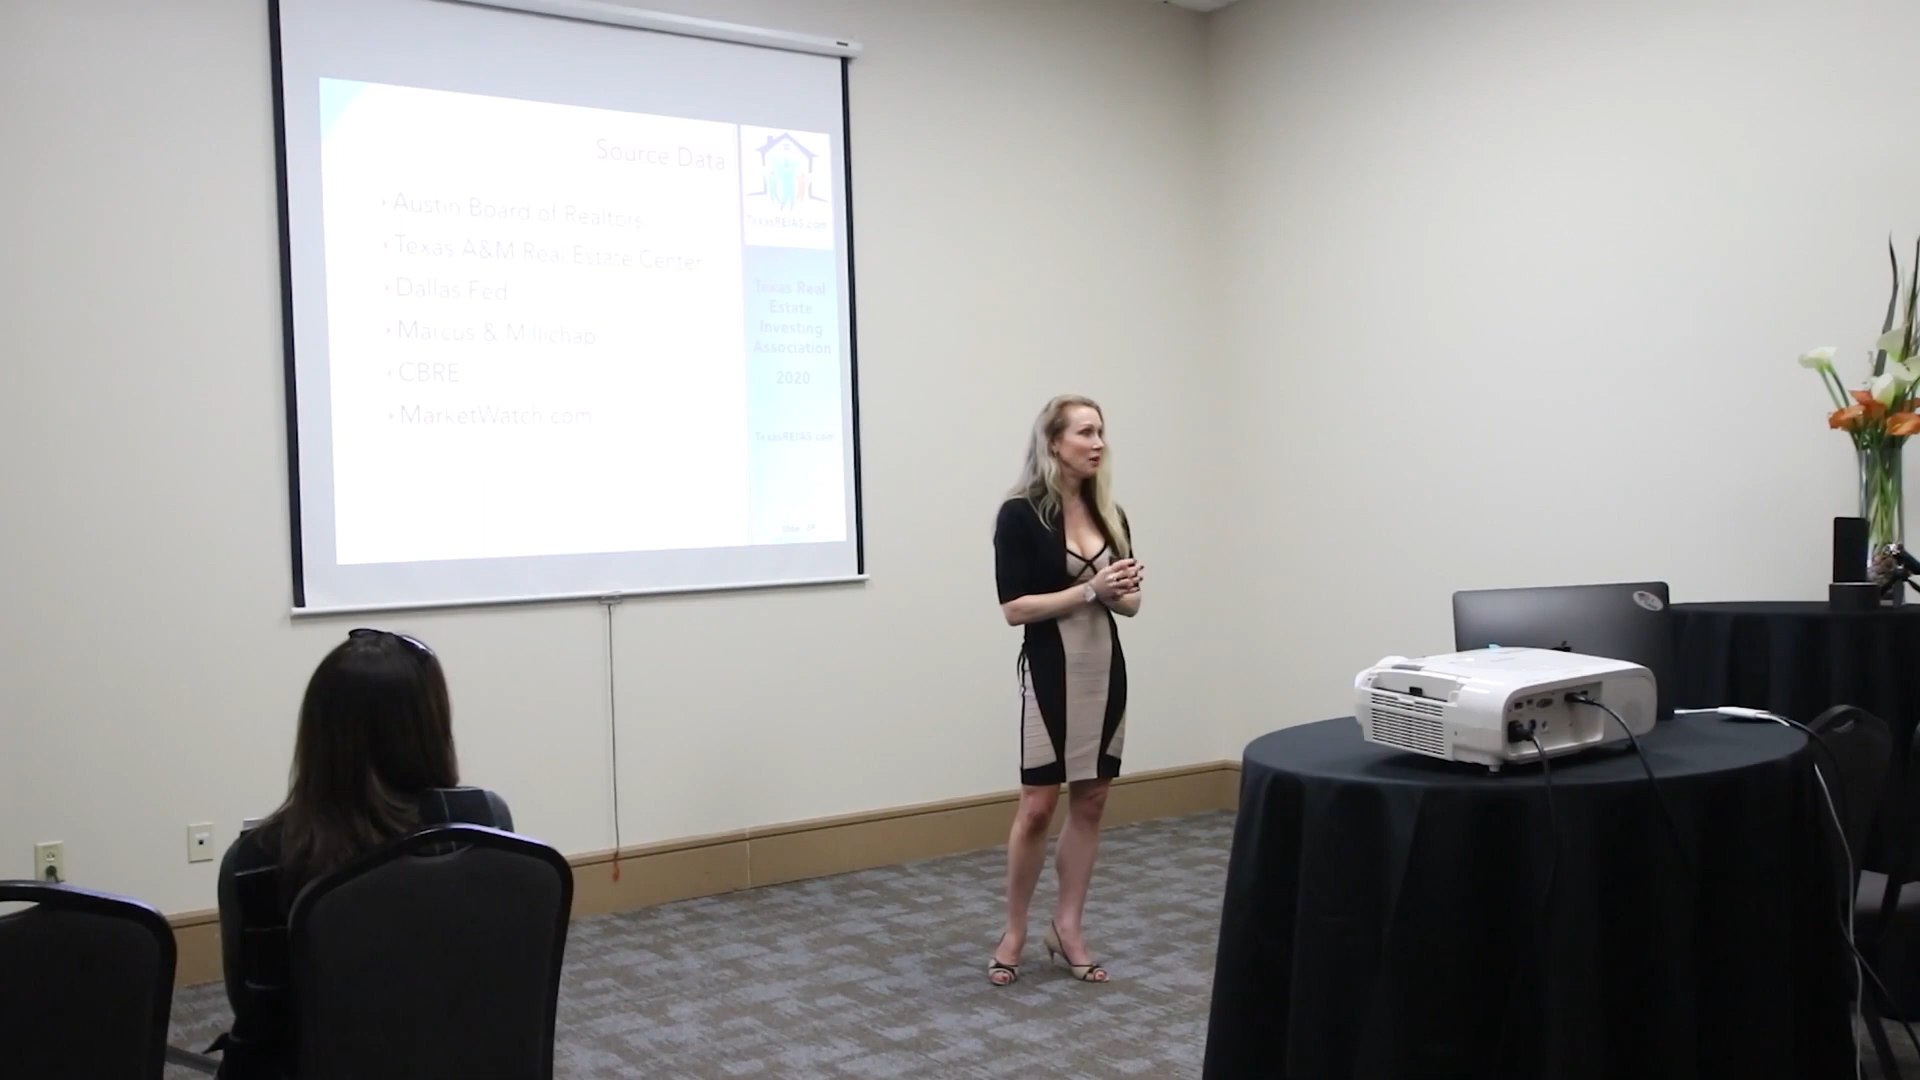 Source Data
Austin Board of Realtors
Texas A&M Real Estate Center
Dallas Fed
Marcus & Millichap
CBRE
MarketWatch.com
TexasREIAS.com
Texas Real
Estate
Investing
Association
2020
TexasREIAS.com